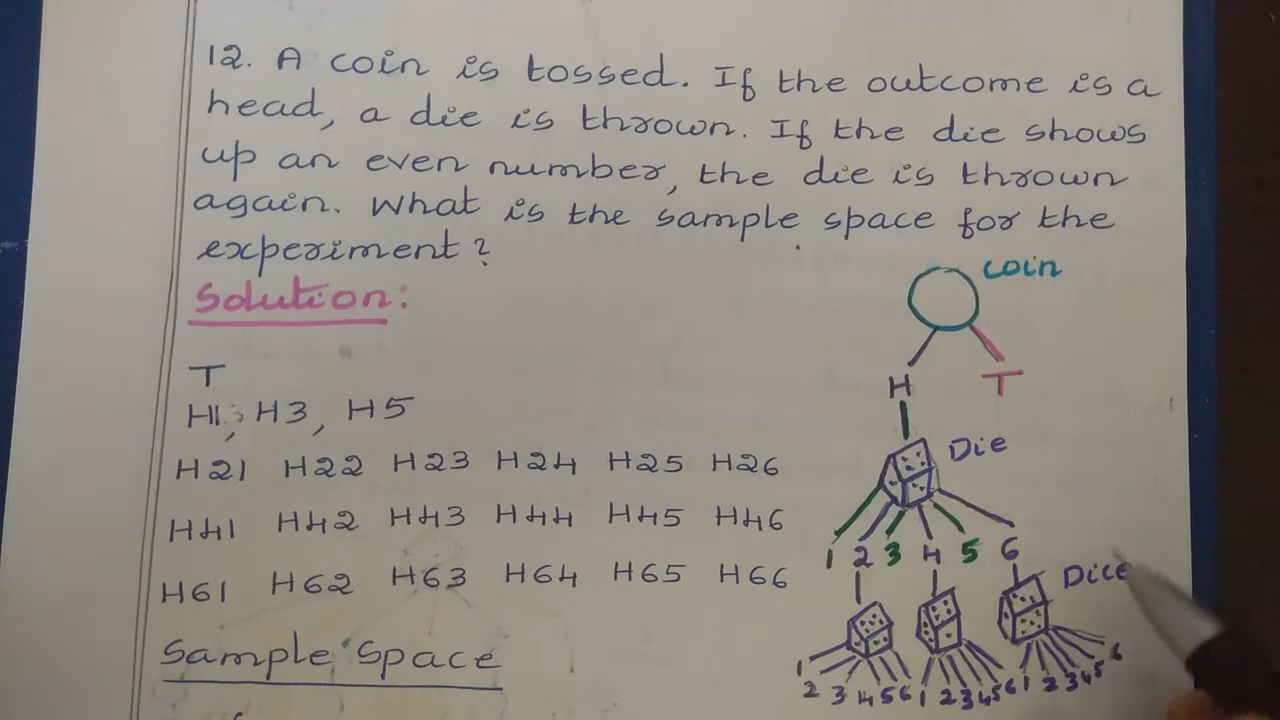 12. A coin is tossed. If the outcome is a
head, a die is thrown. If the die shows
up an even number, the die is thrown
again. What is the sample space for the
experiment?
Solution:
coin
T
H T
H1, H3, H5
Die
H21 H22 H23 H24 H25 H26
H41 H42 H43 H44 H45 H46
1 2 3 4 5 6
H61 H62 H63 H64 H65 H66
Dice
Sample Space
1 2 3 4 5 6 1 2 3 4 5 6 1 2 3 4 5 6